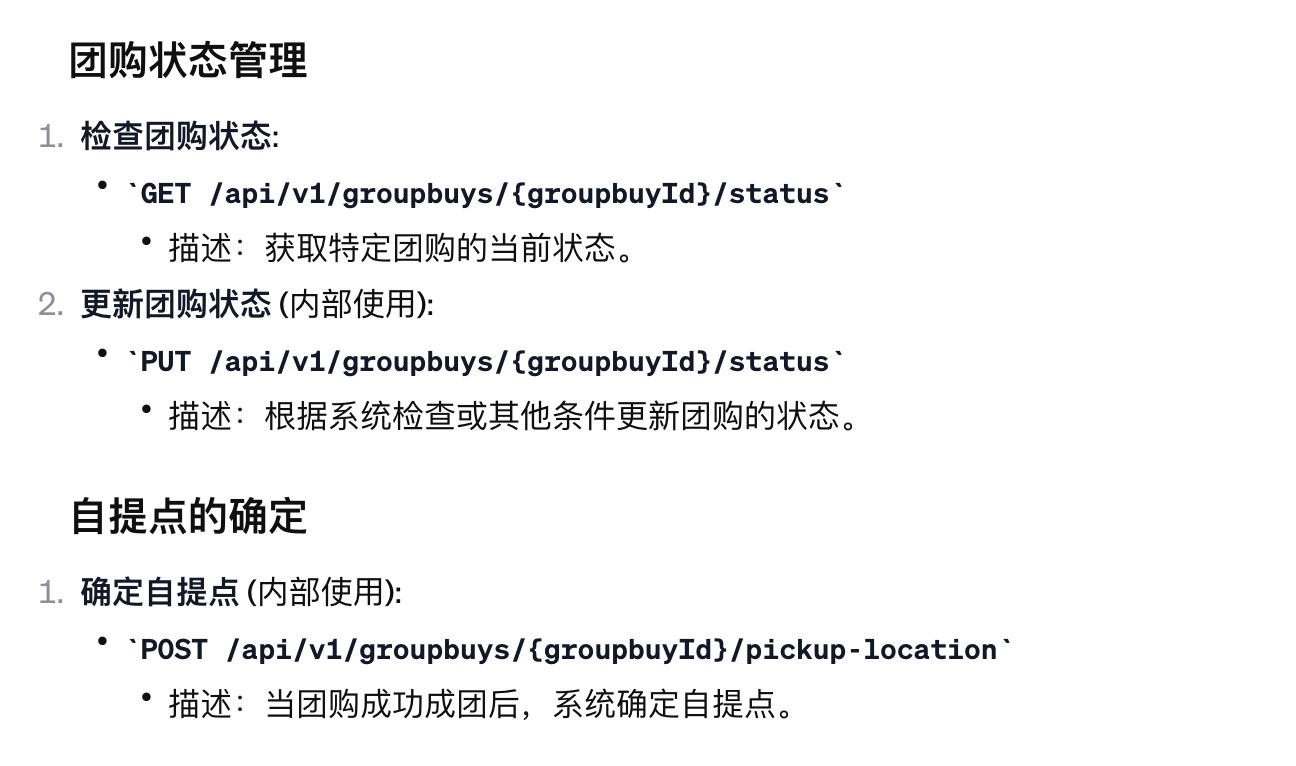 团购状态管理
1. 检查团购状态:
• `GET /api/v1/groupbuys/{groupbuyId}/status`
• 描述：获取特定团购的当前状态。
2. 更新团购状态 (内部使用):
• `PUT /api/v1/groupbuys/{groupbuyId}/status`
• 描述：根据系统检查或其他条件更新团购的状态。
自提点的确定
1. 确定自提点 (内部使用):
• `POST /api/v1/groupbuys/{groupbuyId}/pickup-location`
• 描述：当团购成功成团后，系统确定自提点。